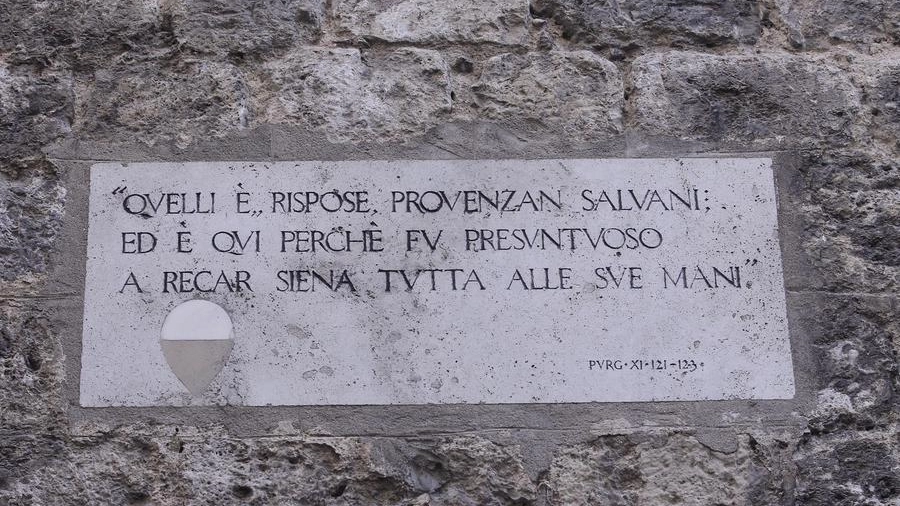 “QVELLI È„ RISPOSE, PROVENZAN SALVANI;
ED È QVI PERCHÈ FV PRESVNTVOSO
A RECAR SIENA TVTTA ALLE SVE MANI”
PVRG·XI·121-123·